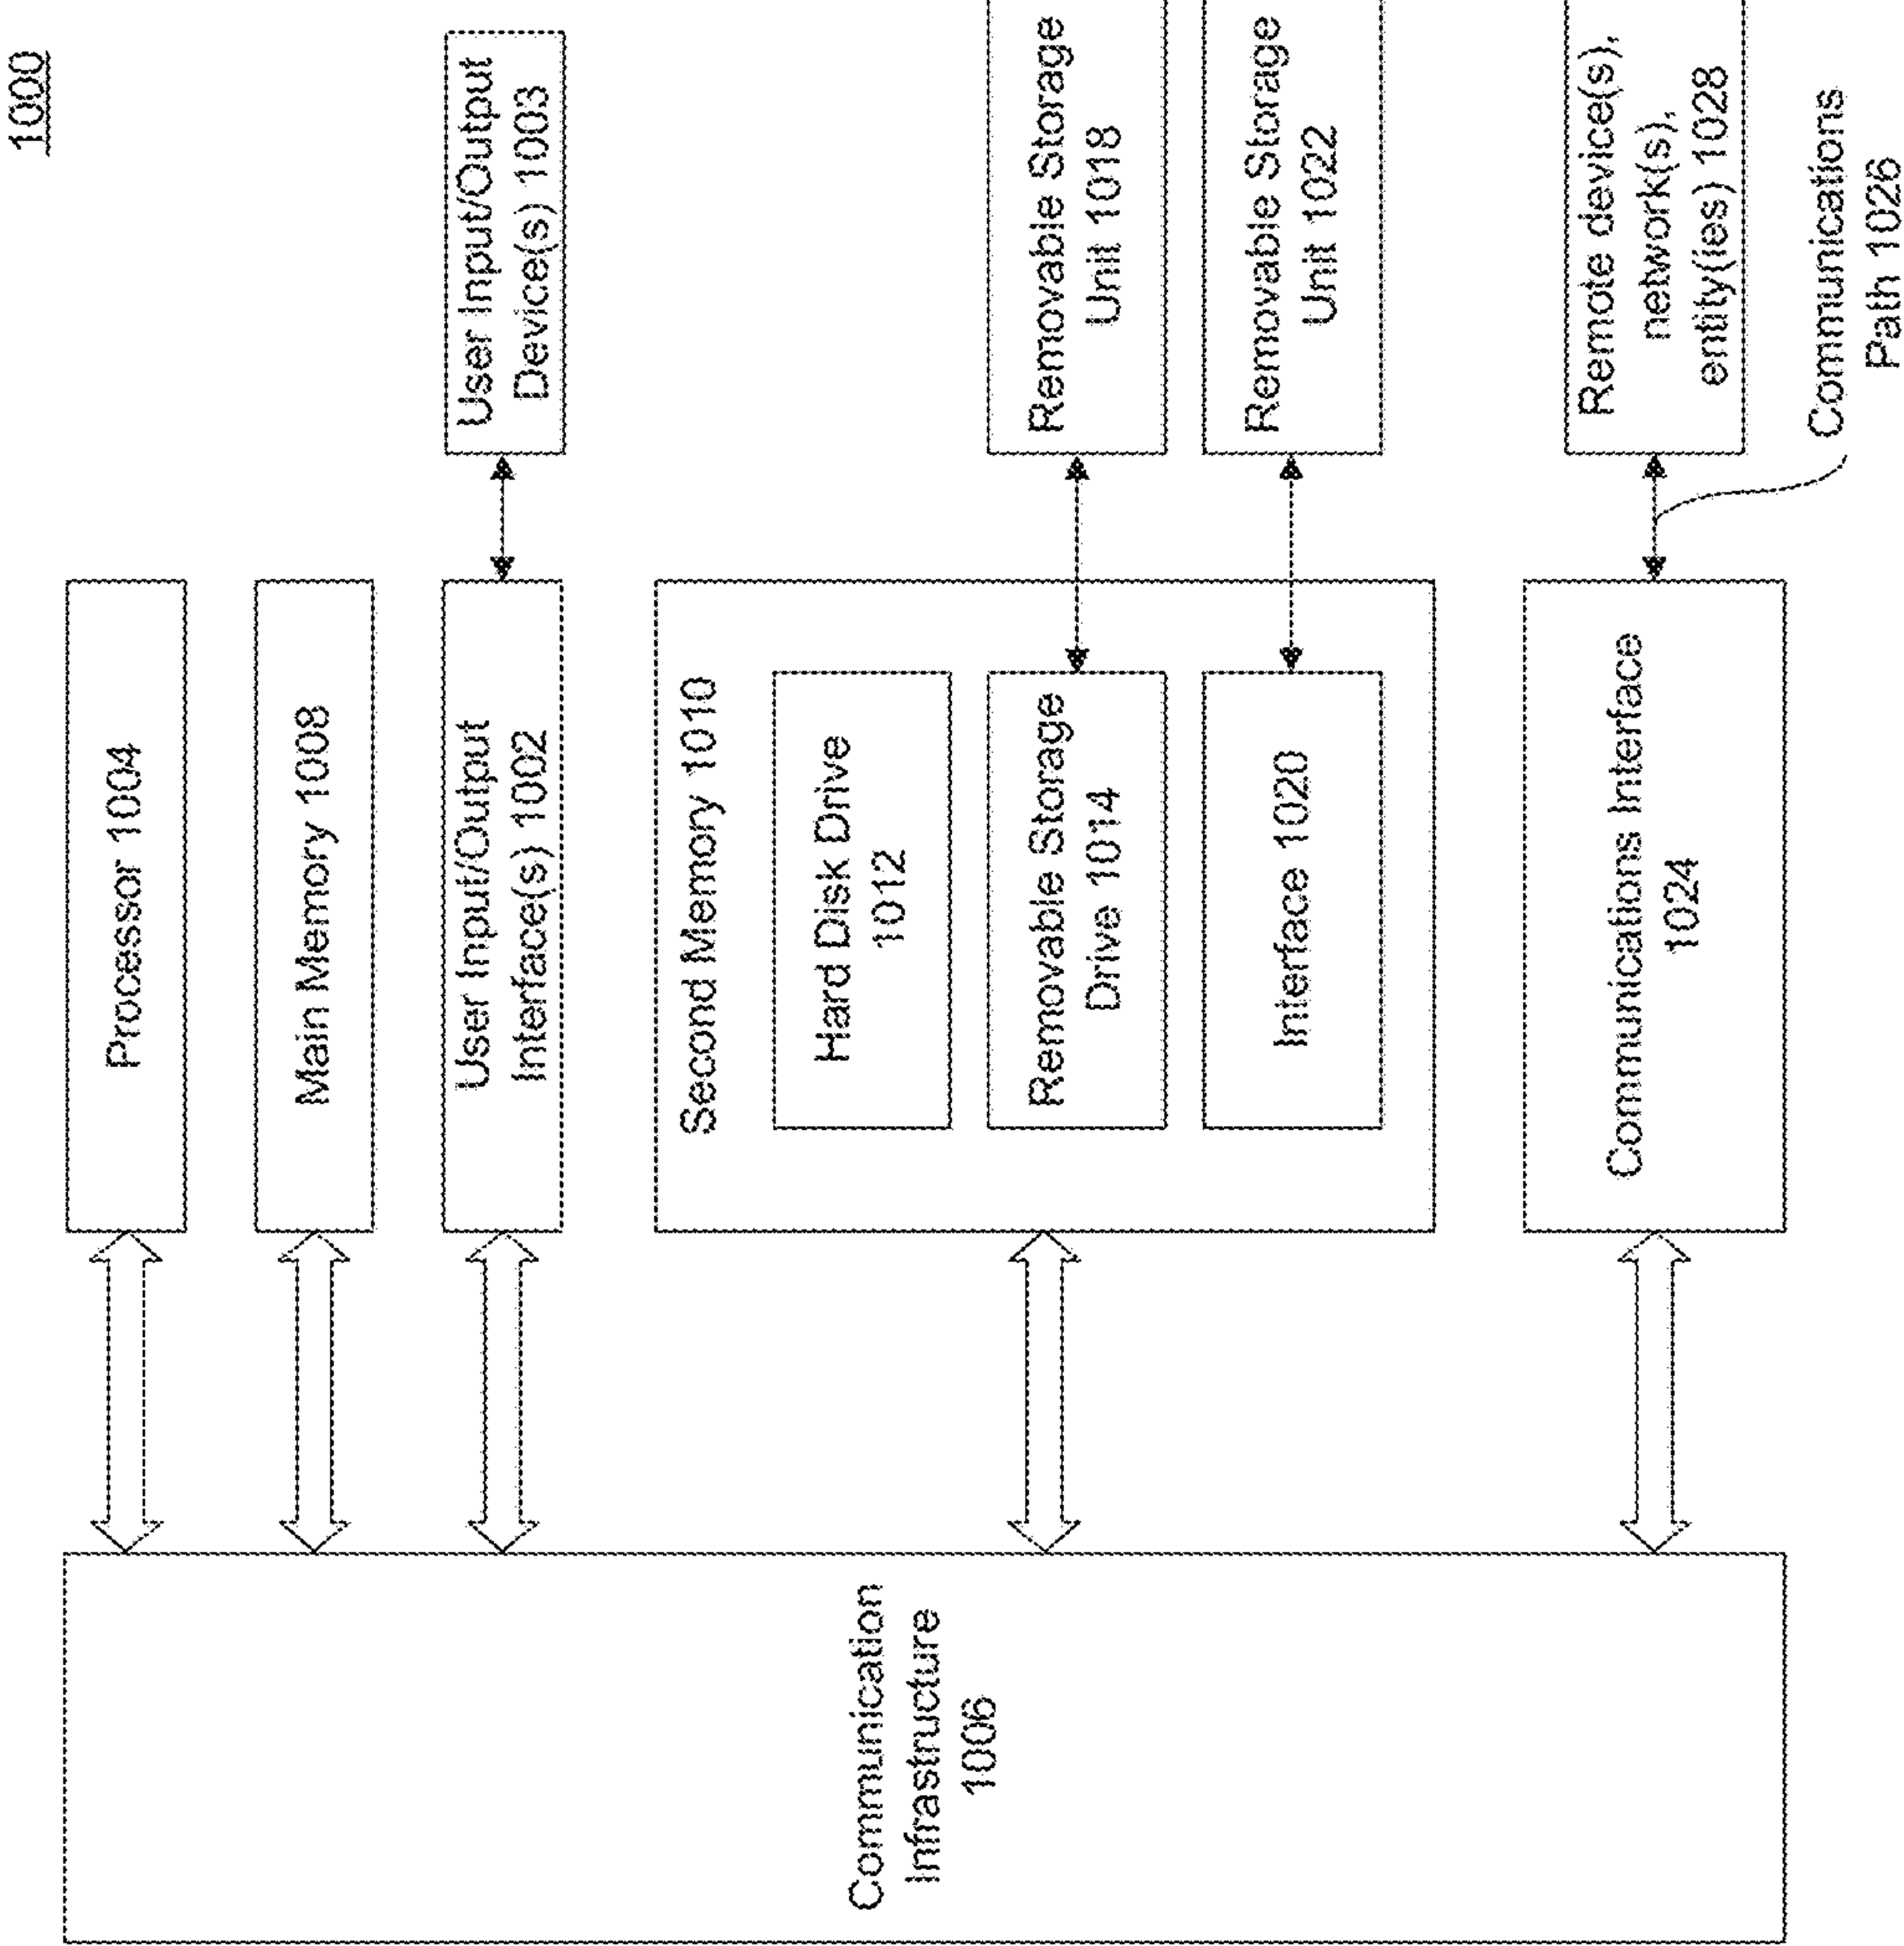 1000
Processor 1004
Main Memory 1008
User Input/Output
Interface(s) 1002
User Input/Output
Device(s) 1003
Second Memory 1010
Hard Disk Drive
1012
Removable Storage
Drive 1014
Removable Storage
Unit 1018
Interface 1020
Removable Storage
Unit 1022
Communications Interface
1024
Remote device(s),
network(s),
entity(ies) 1028
Communications
Path 1026
Communication
Infrastructure
1006